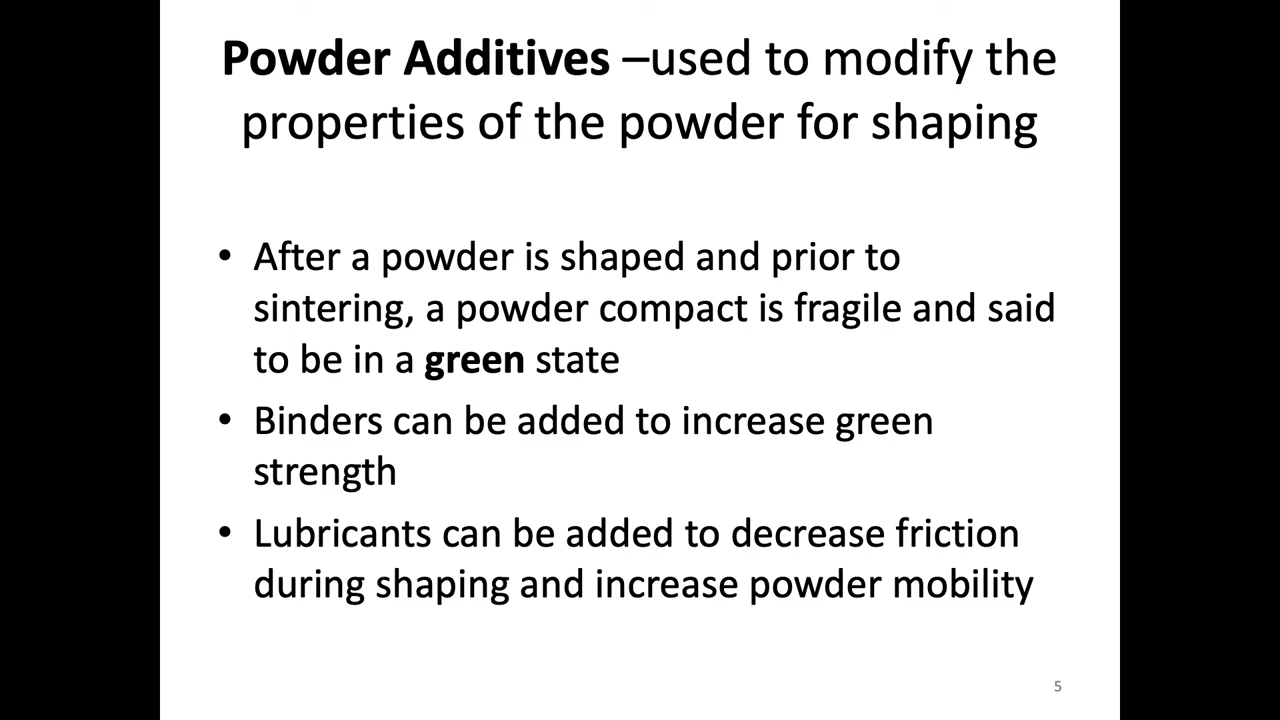 Powder Additives –used to modify the
properties of the powder for shaping
• After a powder is shaped and prior to
sintering, a powder compact is fragile and said
to be in a green state
• Binders can be added to increase green
strength
• Lubricants can be added to decrease friction
during shaping and increase powder mobility
5